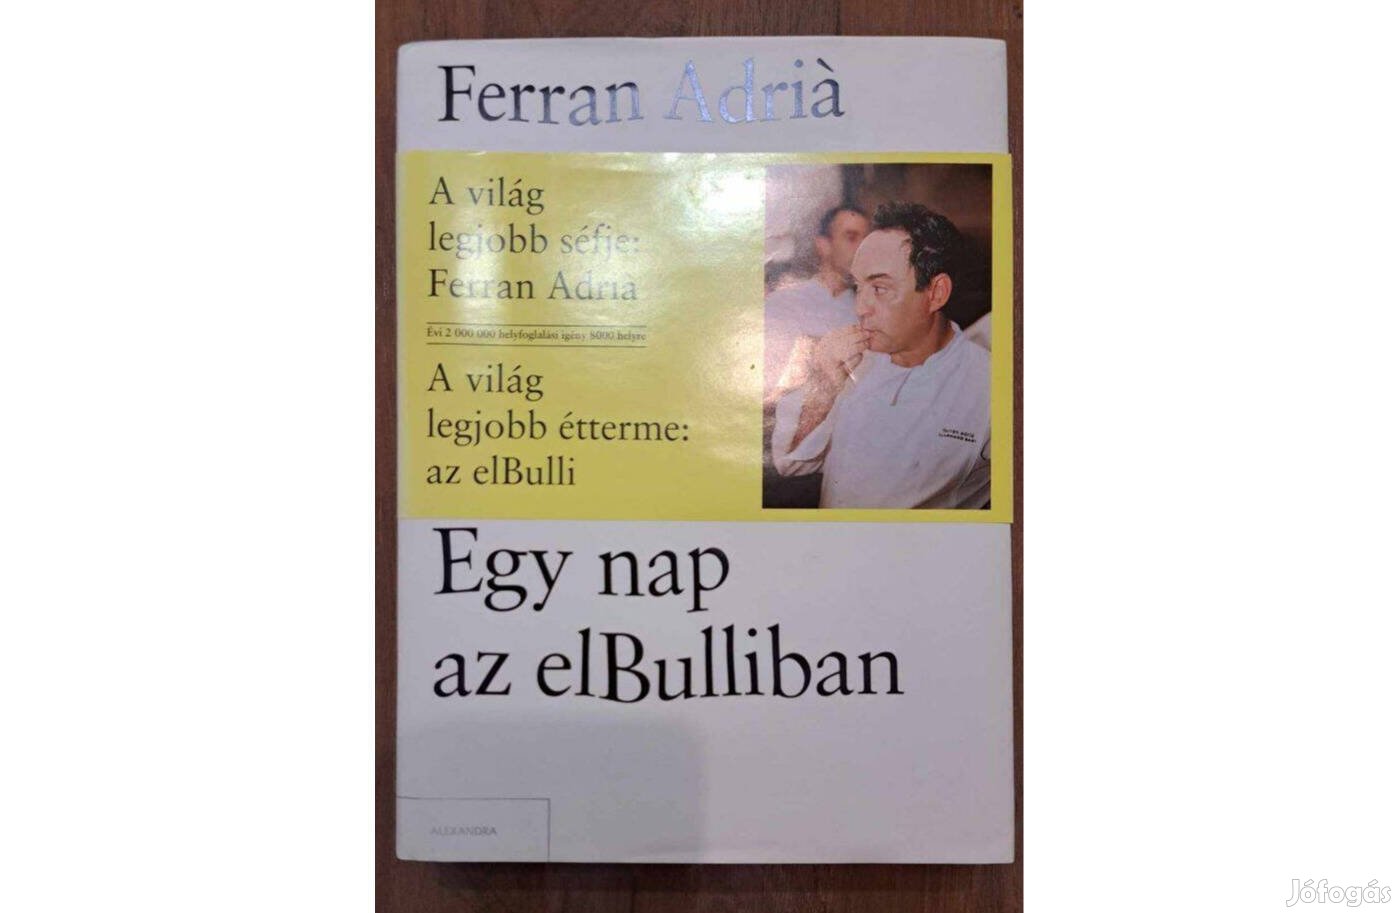 Ferran Adrià
A világ
legjobb séfje:
Ferran Adria
Évi 2 000 000 helyfoglalási igény 8000 helyre
A világ
legjobb étterme:
az elBulli
Egy nap
az elBulliban
ALEXANDRA
Jófogás